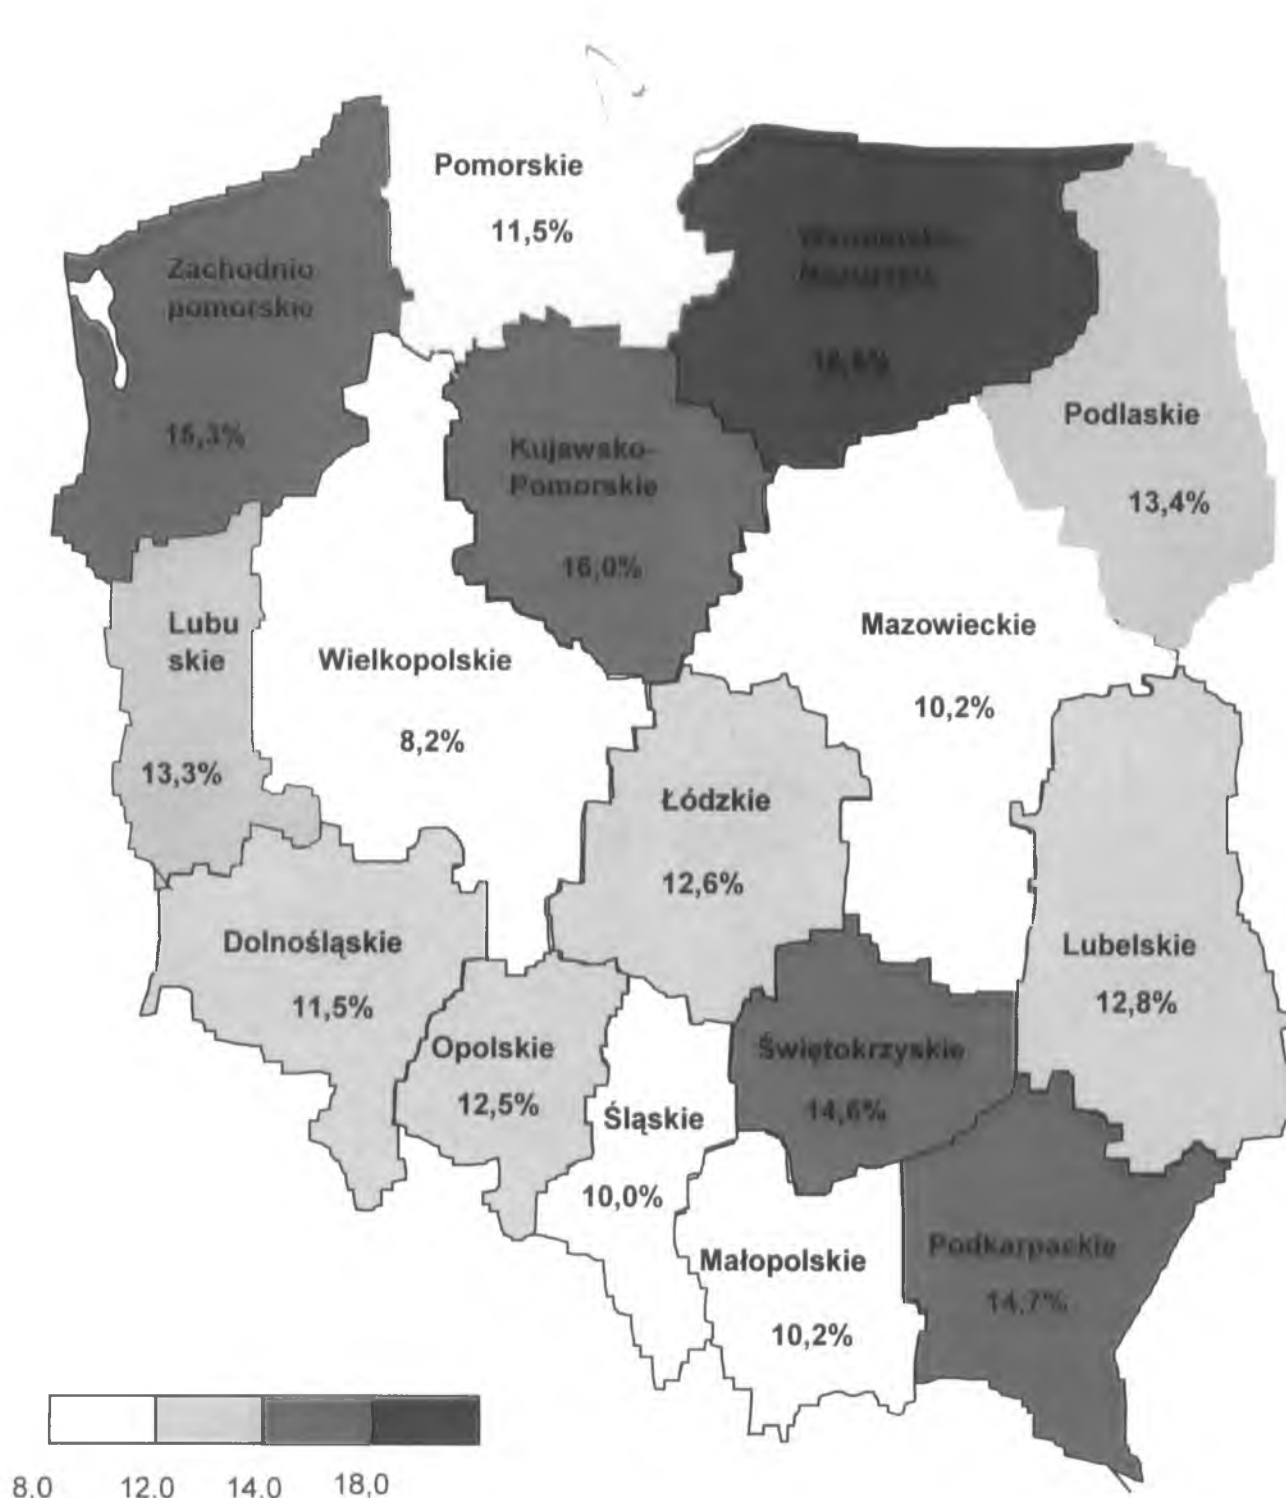 Pomorskie
11,5%
Zachodnio
pomorskie
15,3%
Kujawsko-
Pomorskie
16,0%
Podlaskie
13,4%
Lubu
skie
13,3%
Wielkopolskie
8,2%
Mazowieckie
10,2%
Łódzkie
12,6%
Dolnośląskie
11,5%
Lubelskie
12,8%
Opolskie
12,5%
Świętokrzyskie
14,6%
Śląskie
10,0%
Podkarpackie
14,7%
Małopolskie
10,2%
8,0 12,0 14,0 18,0